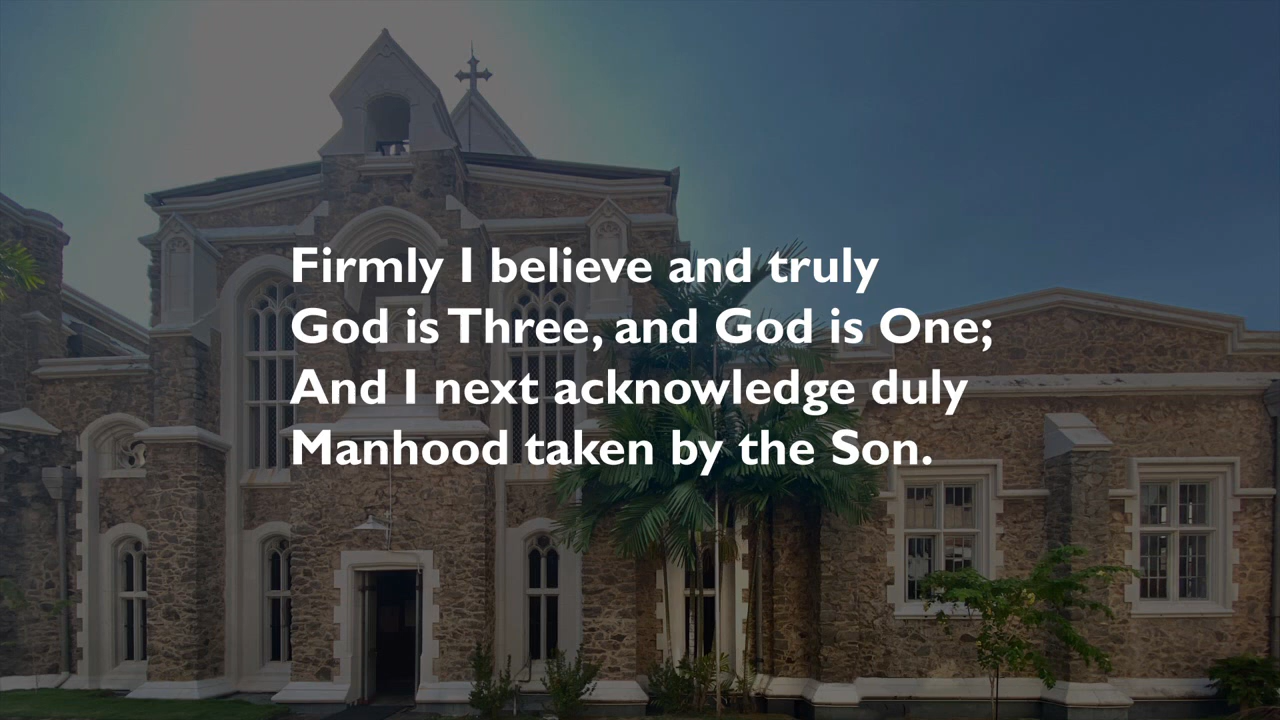 Firmly I believe and truly
God is Three, and God is One;
And I next acknowledge duly
Manhood taken by the Son.